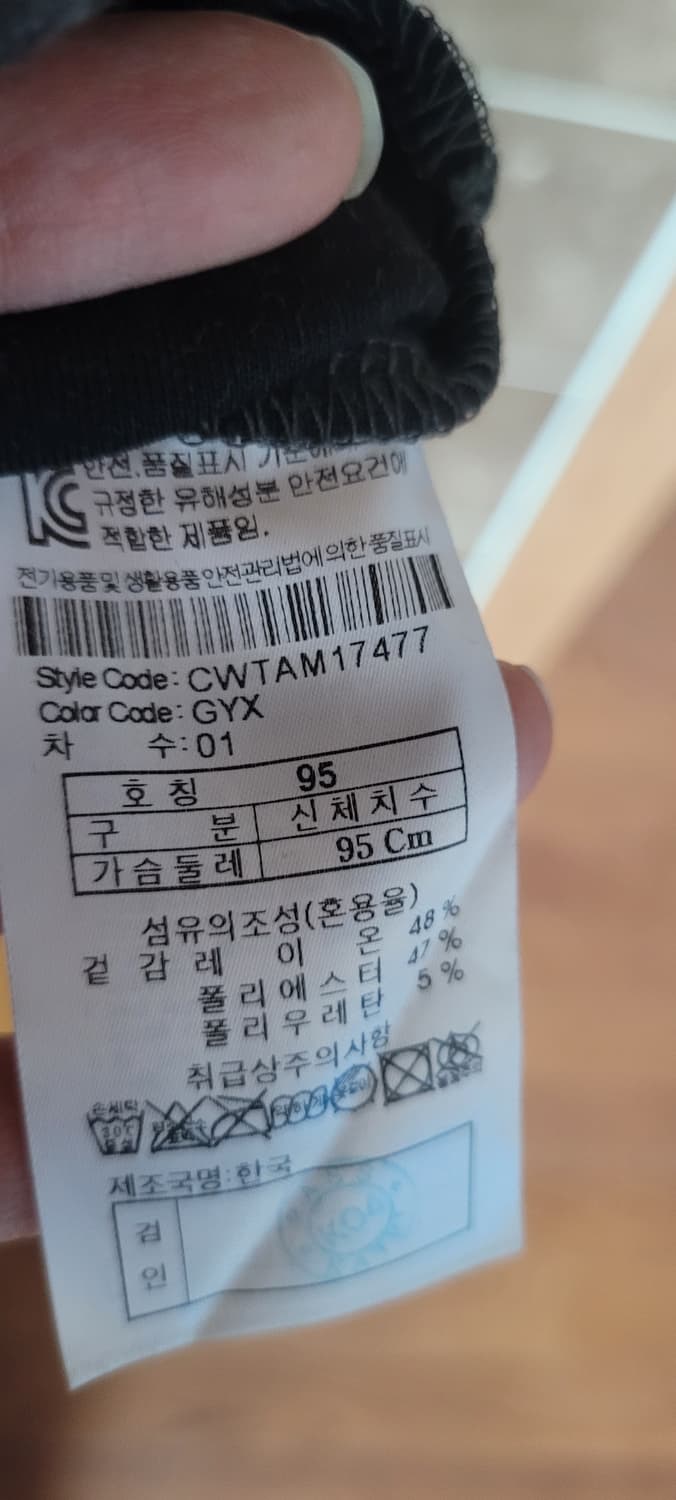 KC
안전.품질표시
규정한 유해성분 안전요건에
적합한 제품임.
전기용품 및 생활용품 안전관리법에 의한 품질표시
Style Code: CWTAM17477
Color Code: GYX
차 수: 01
호 칭 95
구 분 신체치수
가슴둘레 95 Cm
섬유의조성(혼용율)
겉 감 레 이 온 48 %
폴리에스터 47 %
폴리우레탄 5 %
취급상주의사항
손세탁
30℃
제조국명:한국
검
인